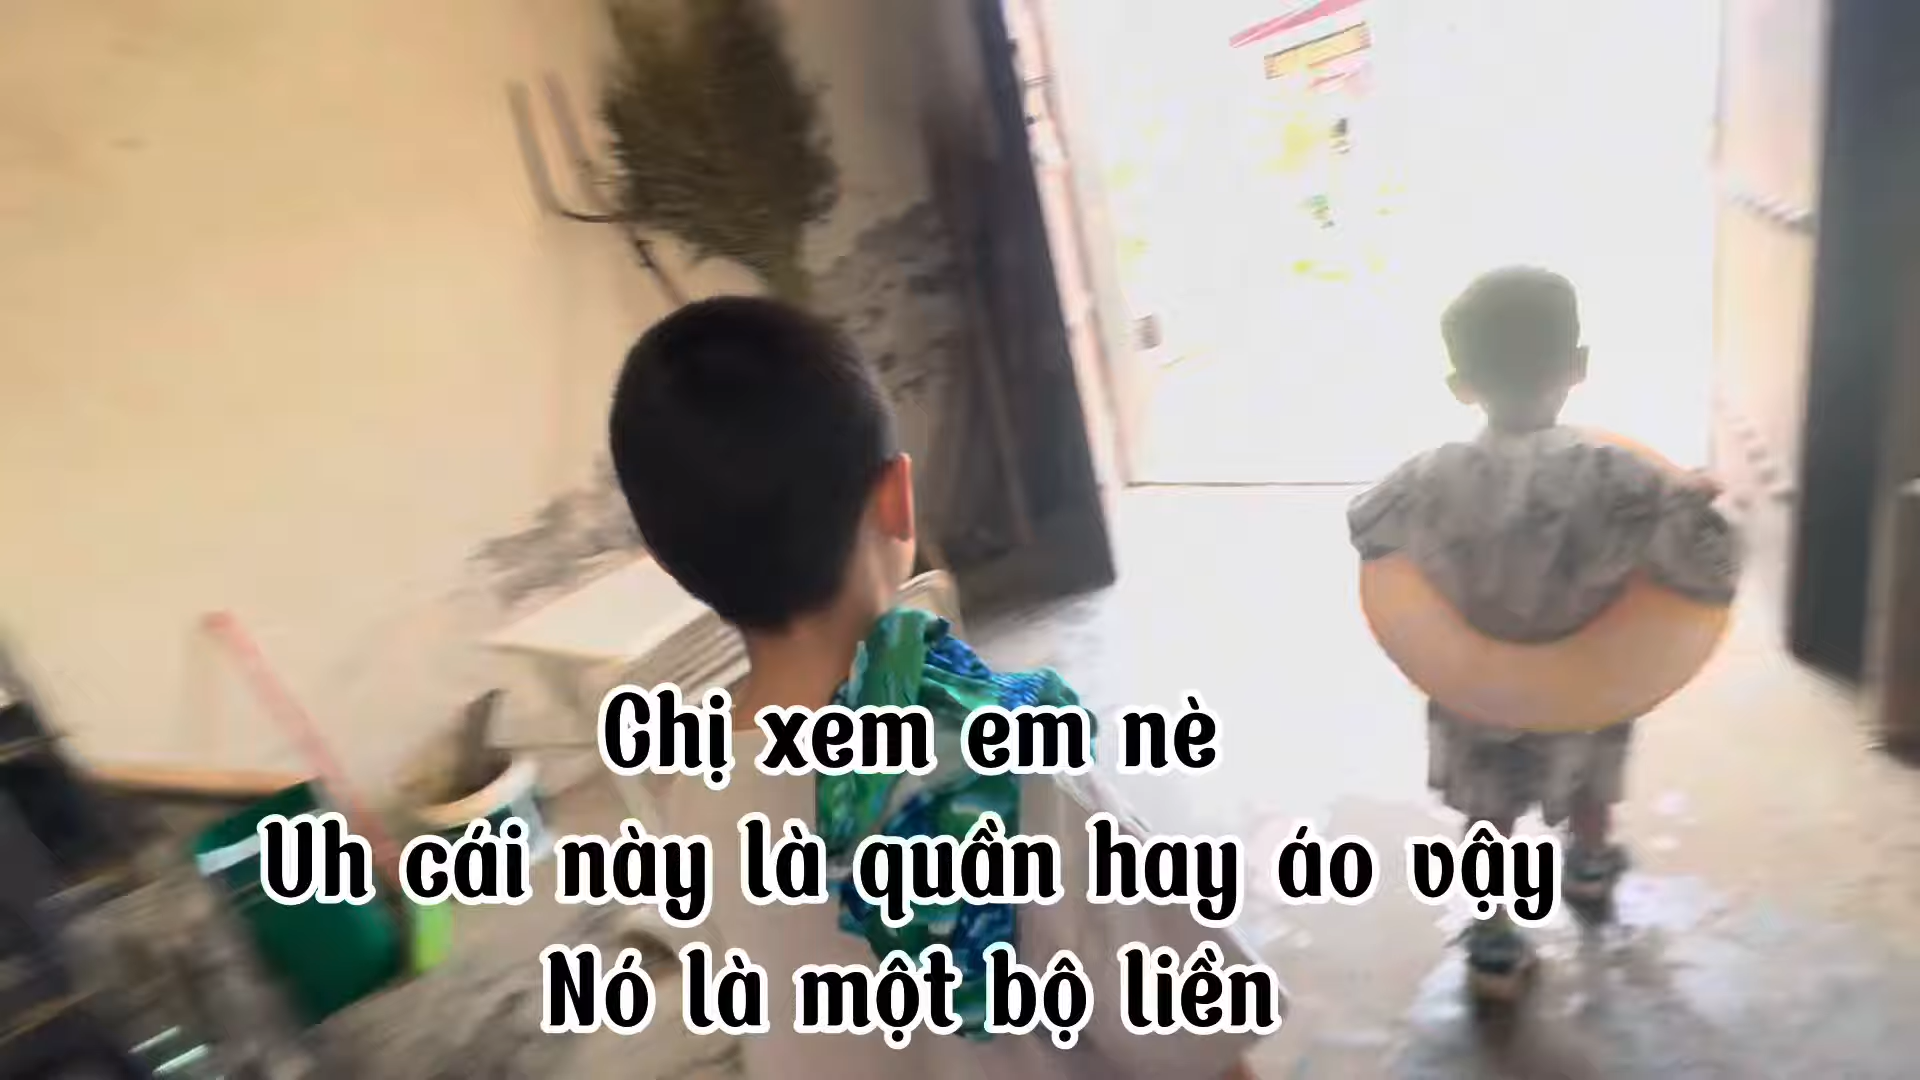 Chị xem em nè
Uh cái này là quần hay áo vậy
Nó là một bộ liền